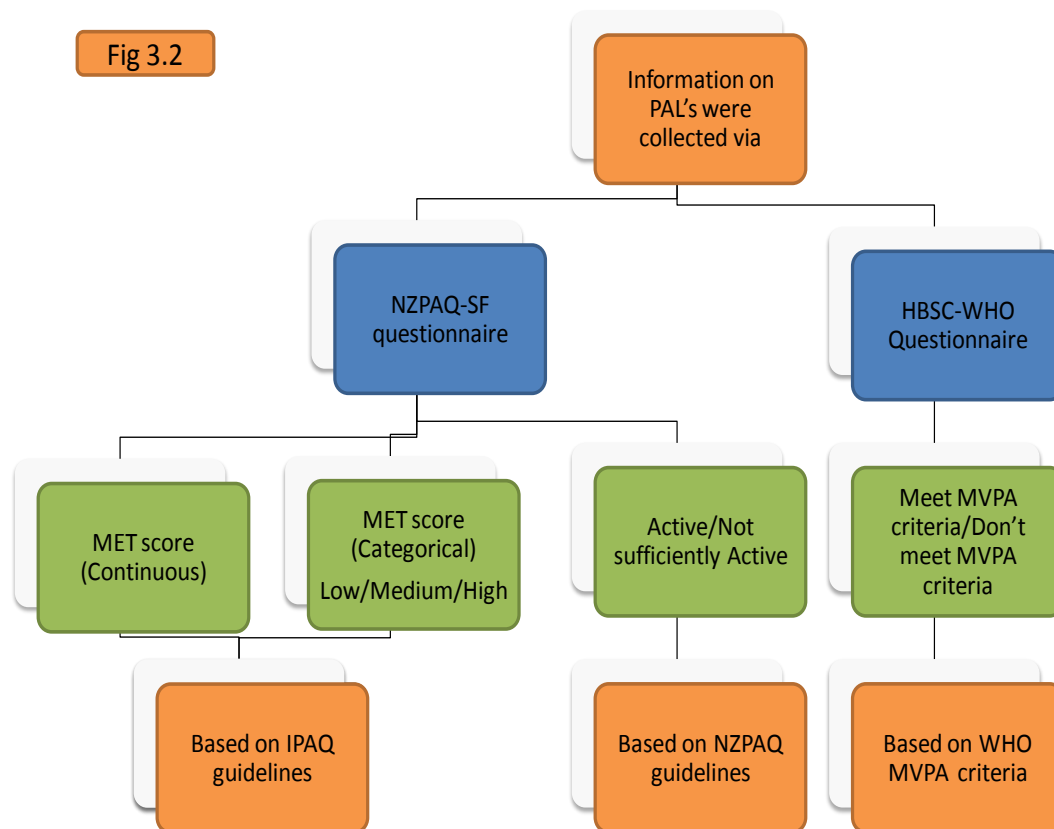 Fig 3.2
Information on
PAL's were
collected via
NZPAQ-SF
questionnaire
HBSC-WHO
Questionnaire
MET score
(Continuous)
MET score
(Categorical)
Low/Medium/High
Active/Not
sufficiently Active
Meet MVPA
criteria/Don't
meet MVPA
criteria
Based on IPAQ
guidelines
Based on NZPAQ
guidelines
Based on WHO
MVPA criteria